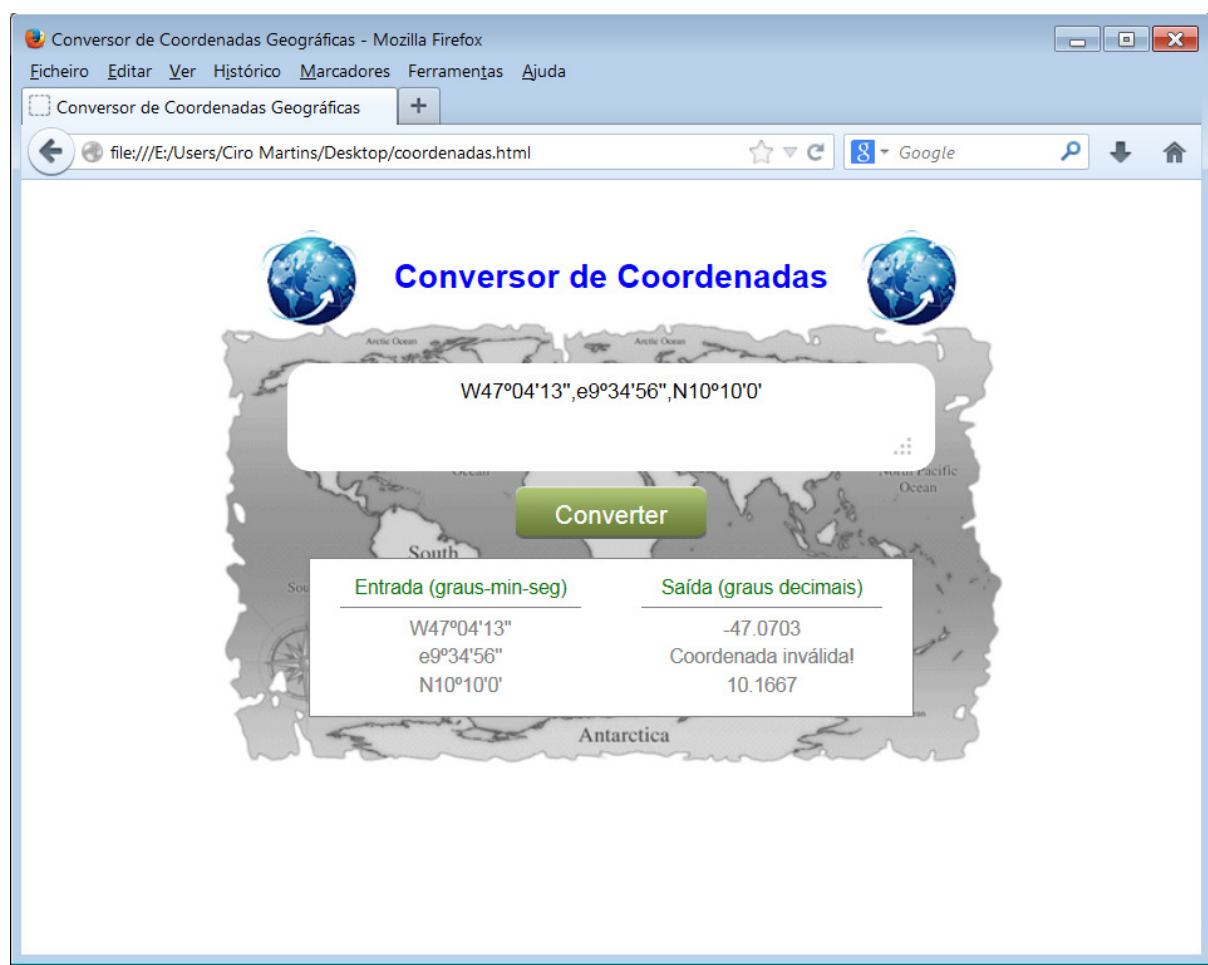 Conversor de Coordenadas Geográficas - Mozilla Firefox
Ficheiro Editar Ver Histórico Marcadores Ferramentas Ajuda
Conversor de Coordenadas Geográficas +
file:///E:/Users/Ciro Martins/Desktop/coordenadas.html 8 Google
Conversor de Coordenadas
Arctic Ocean Arctic Ocean
W47º04'13",e9º34'56",N10º10'0'
Ocean North Pacific
Ocean
Converter
South
Entrada (graus-min-seg) Saída (graus decimais)
W47º04'13" -47.0703
e9º34'56" Coordenada inválida!
N10º10'0' 10.1667
Antarctica